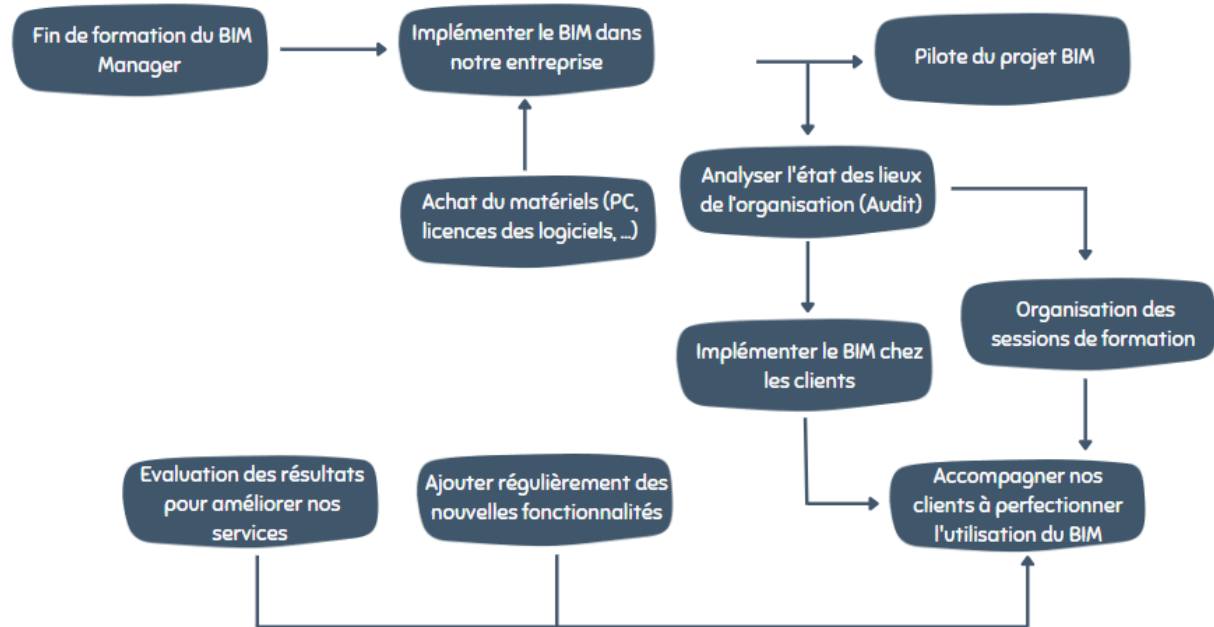 Fin de formation du BIM
Manager
Implémenter le BIM dans
notre entreprise
Pilote du projet BIM
Achat du matériels (PC,
licences des logiciels, ...)
Analyser l'état des lieux
de l'organisation (Audit)
Organisation des
sessions de formation
Implémenter le BIM chez
les clients
Evaluation des résultats
pour améliorer nos
services
Ajouter régulièrement des
nouvelles fonctionnalités
Accompagner nos
clients à perfectionner
l'utilisation du BIM